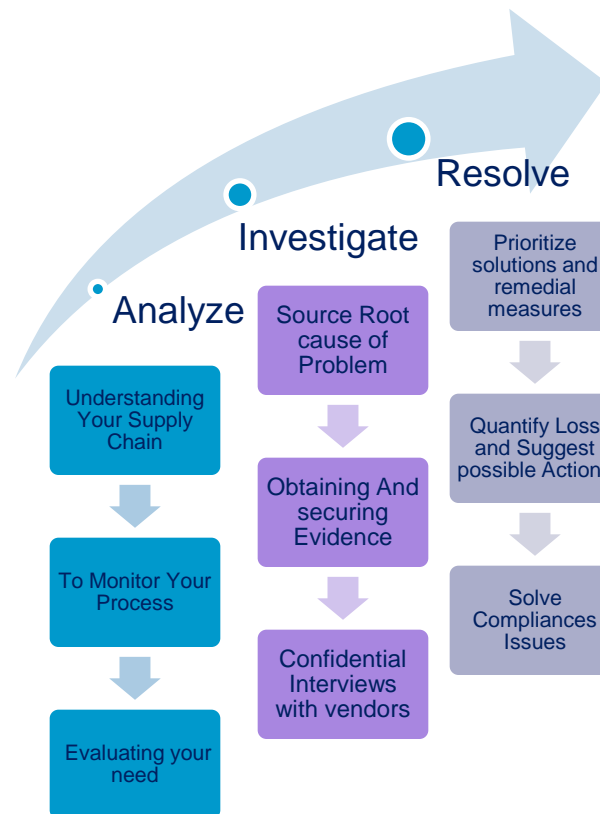 Resolve
Investigate
Analyze
Understanding
Your Supply
Chain
To Monitor Your
Process
Evaluating your
need
Source Root
cause of
Problem
Obtaining And
securing
Evidence
Confidential
Interviews
with vendors
Prioritize
solutions and
remedial
measures
Quantify Loss
and Suggest
possible Action
Solve
Compliances
Issues